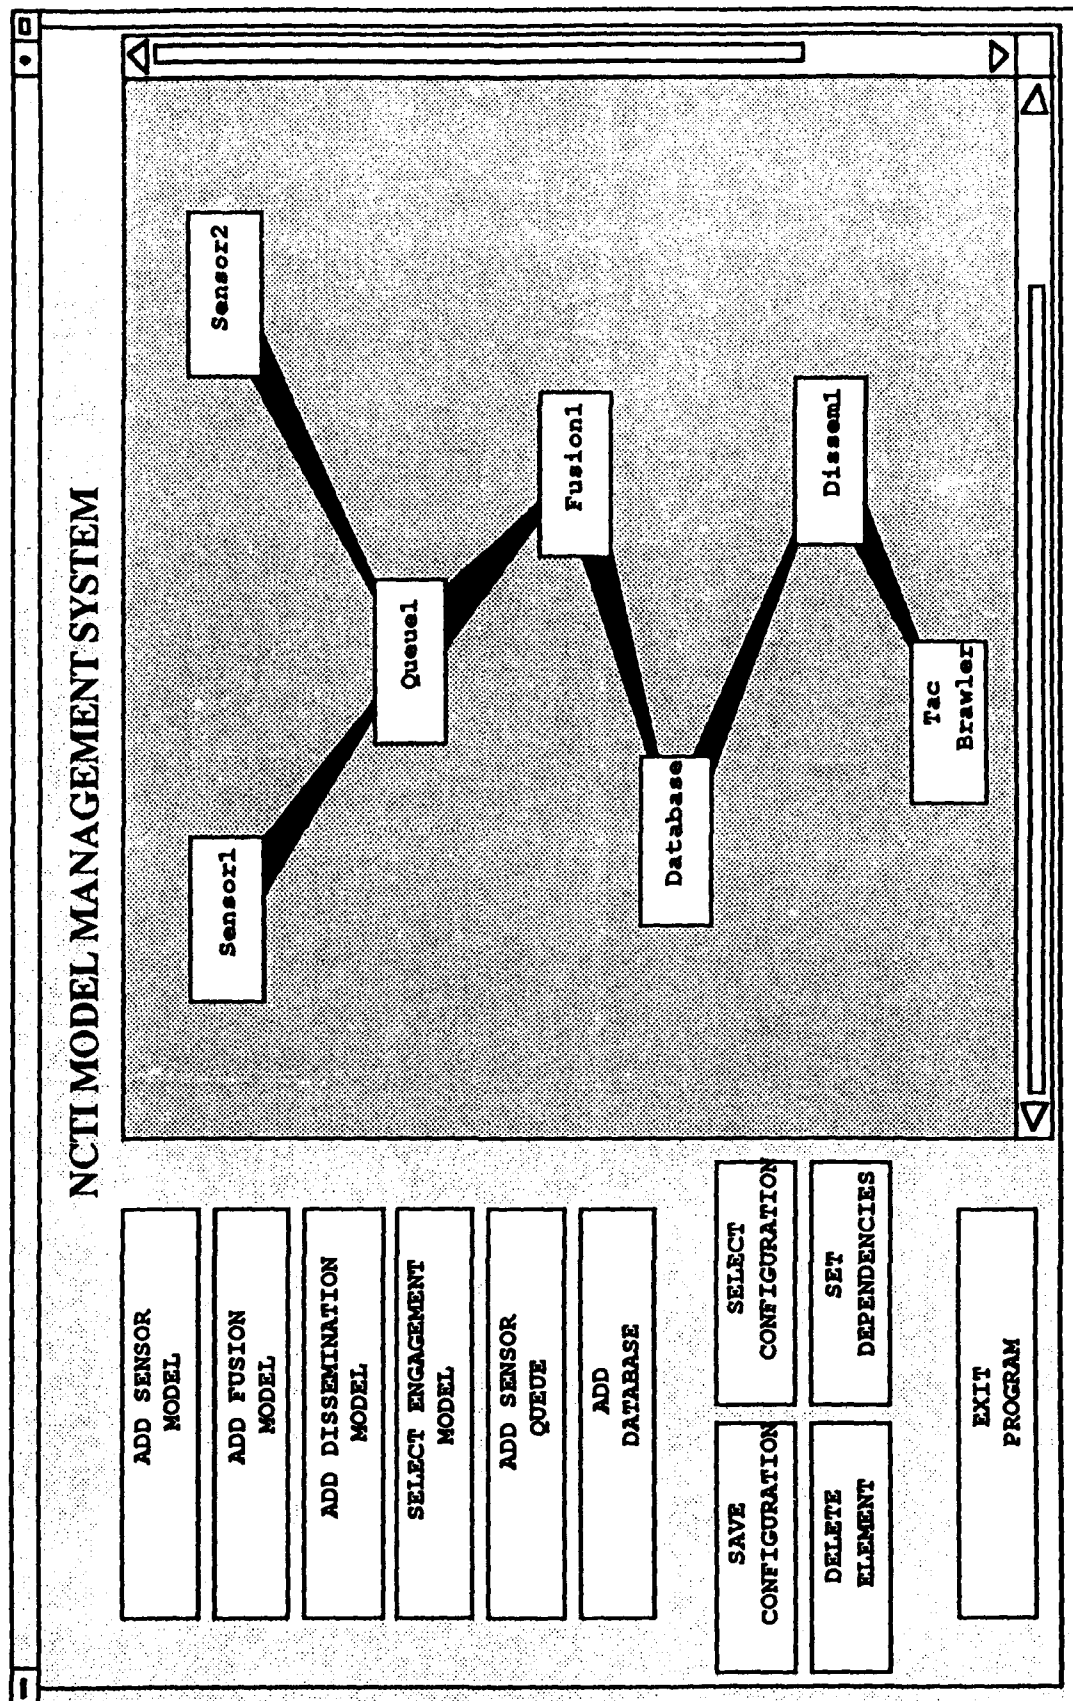 NCTI MODEL MANAGEMENT SYSTEM
ADD SENSOR
MODEL
ADD FUSION
MODEL
ADD DISSEMINATION
MODEL
SELECT ENGAGEMENT
MODEL
ADD SENSOR
QUEUE
ADD
DATABASE
SAVE
CONFIGURATION
SELECT
CONFIGURATION
DELETE
ELEMENT
SET
DEPENDENCIES
EXIT
PROGRAM
Sensor1
Sensor2
Queue1
Fusion1
Database
Dissem1
Tac
Brawler